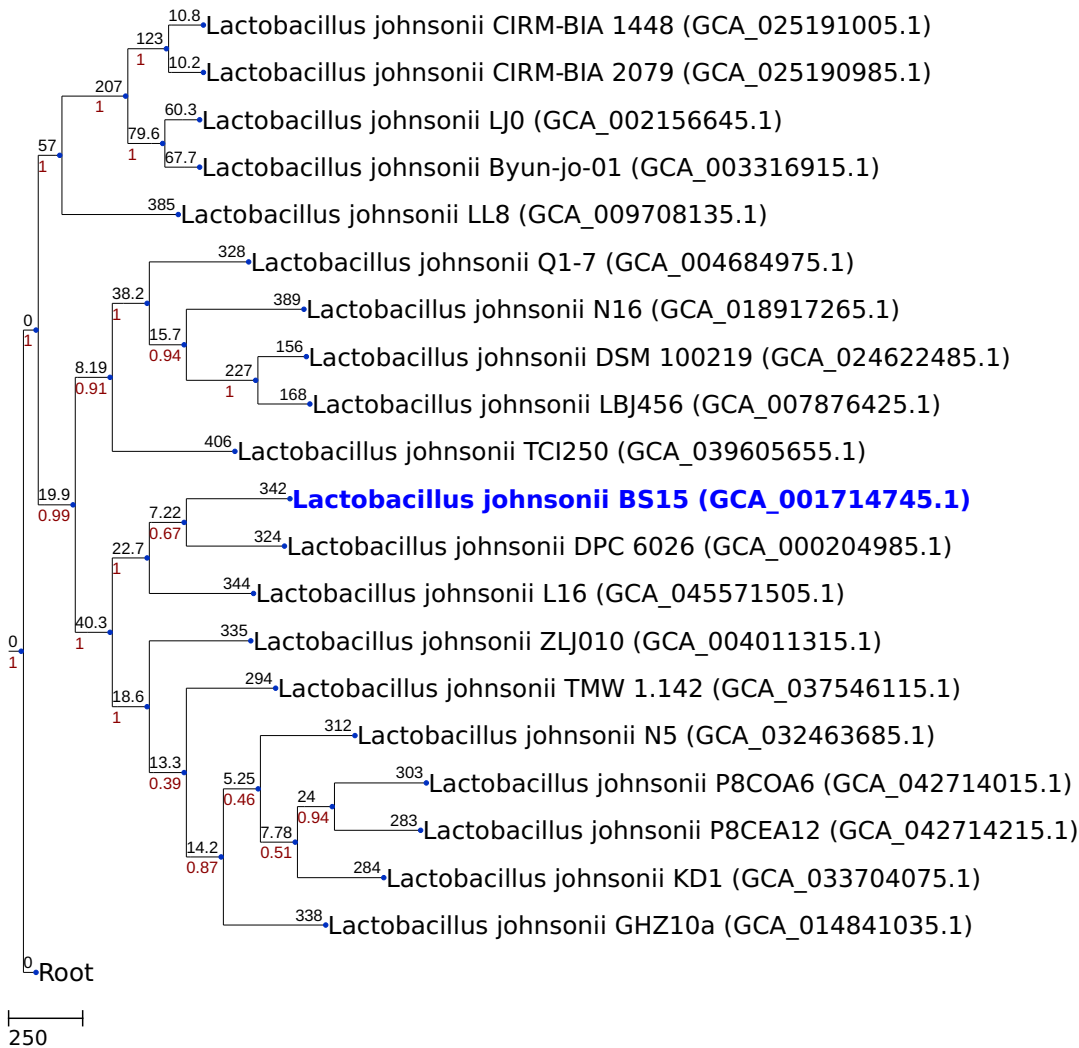 10.8
Lactobacillus johnsonii CIRM-BIA 1448 (GCA_025191005.1)
123
1
10.2
Lactobacillus johnsonii CIRM-BIA 2079 (GCA_025190985.1)
207
1
60.3
Lactobacillus johnsonii LJ0 (GCA_002156645.1)
79.6
1
57
1
67.7
Lactobacillus johnsonii Byun-jo-01 (GCA_003316915.1)
385
Lactobacillus johnsonii LL8 (GCA_009708135.1)
328
Lactobacillus johnsonii Q1-7 (GCA_004684975.1)
38.2
1
389
Lactobacillus johnsonii N16 (GCA_018917265.1)
0
1
15.7
0.94
156
Lactobacillus johnsonii DSM 100219 (GCA_024622485.1)
8.19
0.91
227
1
168
Lactobacillus johnsonii LBJ456 (GCA_007876425.1)
406
Lactobacillus johnsonii TCI250 (GCA_039605655.1)
19.9
0.99
342
Lactobacillus johnsonii BS15 (GCA_001714745.1)
7.22
0.67
324
Lactobacillus johnsonii DPC 6026 (GCA_000204985.1)
22.7
1
344
Lactobacillus johnsonii L16 (GCA_045571505.1)
40.3
1
0
1
335
Lactobacillus johnsonii ZLJ010 (GCA_004011315.1)
18.6
1
294
Lactobacillus johnsonii TMW 1.142 (GCA_037546115.1)
312
Lactobacillus johnsonii N5 (GCA_032463685.1)
13.3
0.39
5.25
0.46
303
Lactobacillus johnsonii P8COA6 (GCA_042714015.1)
24
0.94
283
Lactobacillus johnsonii P8CEA12 (GCA_042714215.1)
7.78
0.51
14.2
0.87
284
Lactobacillus johnsonii KD1 (GCA_033704075.1)
338
Lactobacillus johnsonii GHZ10a (GCA_014841035.1)
0
Root
250